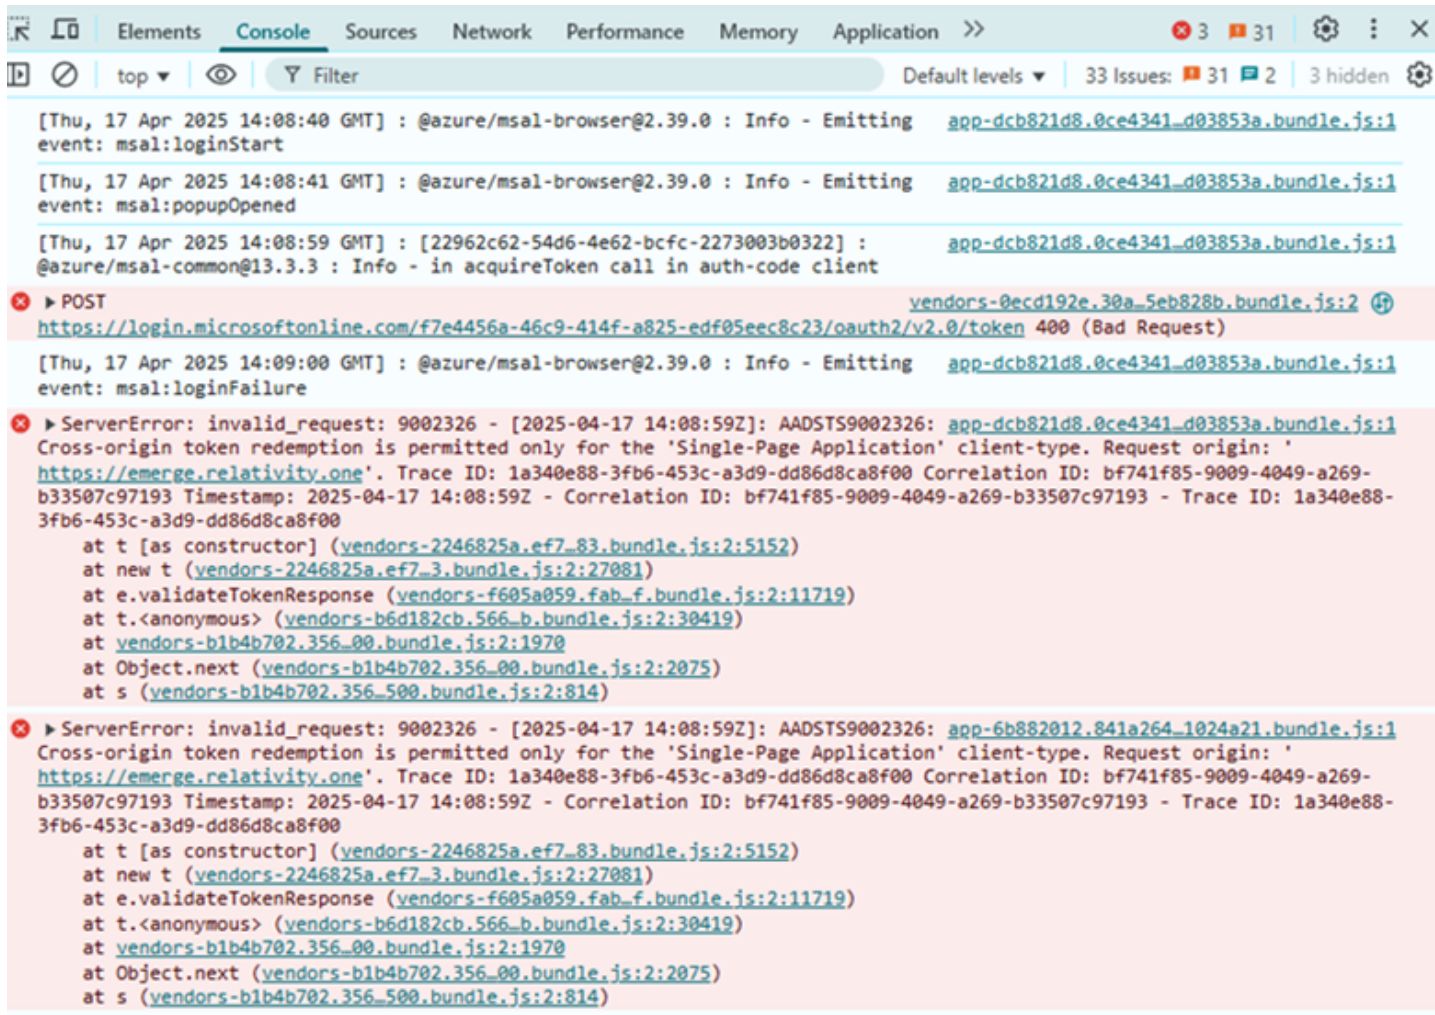 Elements Console Sources Network Performance Memory Application >> 3 31
top Filter Default levels 33 Issues: 31 2 3 hidden
[Thu, 17 Apr 2025 14:08:40 GMT] : @azure/msal-browser@2.39.0 : Info - Emitting app-dcb821d8.0ce4341…d03853a.bundle.js:1
event: msal:loginStart
[Thu, 17 Apr 2025 14:08:41 GMT] : @azure/msal-browser@2.39.0 : Info - Emitting app-dcb821d8.0ce4341…d03853a.bundle.js:1
event: msal:popupOpened
[Thu, 17 Apr 2025 14:08:59 GMT] : [22962c62-54d6-4e62-bcfc-2273003b0322] : app-dcb821d8.0ce4341…d03853a.bundle.js:1
@azure/msal-common@13.3.3 : Info - in acquireToken call in auth-code client
POST vendors-0ecd192e.30a…5eb828b.bundle.js:2
https://login.microsoftonline.com/f7e4456a-46c9-414f-a825-edf05eec8c23/oauth2/v2.0/token 400 (Bad Request)
[Thu, 17 Apr 2025 14:09:00 GMT] : @azure/msal-browser@2.39.0 : Info - Emitting app-dcb821d8.0ce4341…d03853a.bundle.js:1
event: msal:loginFailure
ServerError: invalid_request: 9002326 - [2025-04-17 14:08:59Z]: AADSTS9002326: app-dcb821d8.0ce4341…d03853a.bundle.js:1
Cross-origin token redemption is permitted only for the 'Single-Page Application' client-type. Request origin: '
https://emerge.relativity.one'. Trace ID: 1a340e88-3fb6-453c-a3d9-dd86d8ca8f00 Correlation ID: bf741f85-9009-4049-a269-
b33507c97193 Timestamp: 2025-04-17 14:08:59Z - Correlation ID: bf741f85-9009-4049-a269-b33507c97193 - Trace ID: 1a340e88-
3fb6-453c-a3d9-dd86d8ca8f00
at t [as constructor] (vendors-2246825a.ef7…83.bundle.js:2:5152)
at new t (vendors-2246825a.ef7…3.bundle.js:2:27081)
at e.validateTokenResponse (vendors-f605a059.fab…f.bundle.js:2:11719)
at t.<anonymous> (vendors-b6d182cb.566…b.bundle.js:2:30419)
at vendors-b1b4b702.356…00.bundle.js:2:1970
at Object.next (vendors-b1b4b702.356…00.bundle.js:2:2075)
at s (vendors-b1b4b702.356…500.bundle.js:2:814)
ServerError: invalid_request: 9002326 - [2025-04-17 14:08:59Z]: AADSTS9002326: app-6b882012.841a264…1024a21.bundle.js:1
Cross-origin token redemption is permitted only for the 'Single-Page Application' client-type. Request origin: '
https://emerge.relativity.one'. Trace ID: 1a340e88-3fb6-453c-a3d9-dd86d8ca8f00 Correlation ID: bf741f85-9009-4049-a269-
b33507c97193 Timestamp: 2025-04-17 14:08:59Z - Correlation ID: bf741f85-9009-4049-a269-b33507c97193 - Trace ID: 1a340e88-
3fb6-453c-a3d9-dd86d8ca8f00
at t [as constructor] (vendors-2246825a.ef7…83.bundle.js:2:5152)
at new t (vendors-2246825a.ef7…3.bundle.js:2:27081)
at e.validateTokenResponse (vendors-f605a059.fab…f.bundle.js:2:11719)
at t.<anonymous> (vendors-b6d182cb.566…b.bundle.js:2:30419)
at vendors-b1b4b702.356…00.bundle.js:2:1970
at Object.next (vendors-b1b4b702.356…00.bundle.js:2:2075)
at s (vendors-b1b4b702.356…500.bundle.js:2:814)